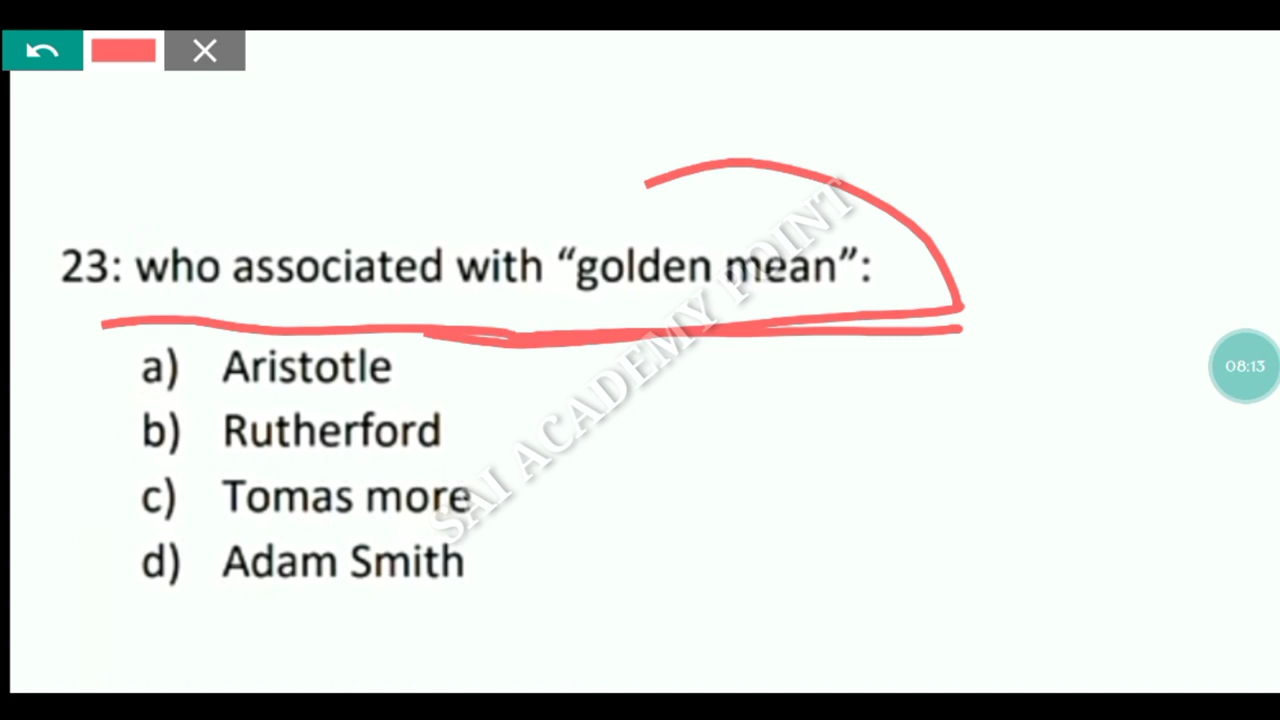 23: who associated with “golden mean”:
a) Aristotle
b) Rutherford
c) Tomas more
d) Adam Smith
SAI ACADEMY POINT
08:13